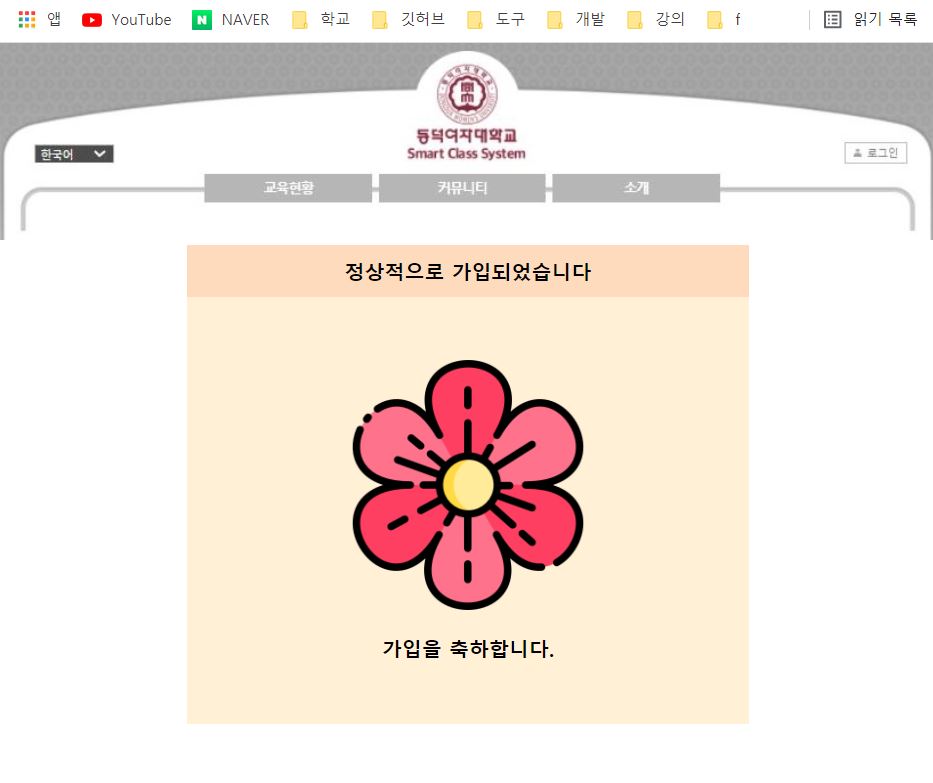 앱 YouTube NAVER 학교 깃허브 도구 개발 강의 f 읽기 목록
동덕여자대학교
Smart Class System
한국어 로그인
교육현황 커뮤니티 소개
정상적으로 가입되었습니다
가입을 축하합니다.